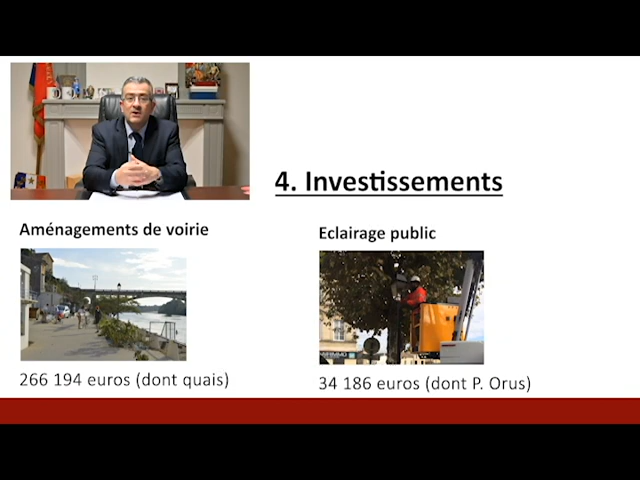 4. Investissements
Aménagements de voirie
Eclairage public
266 194 euros (dont quais)
34 186 euros (dont P. Orus)